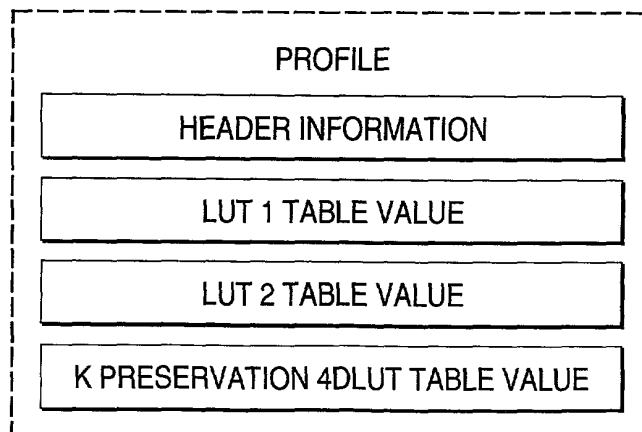 PROFILE
HEADER INFORMATION
LUT 1 TABLE VALUE
LUT 2 TABLE VALUE
K PRESERVATION 4DLUT TABLE VALUE